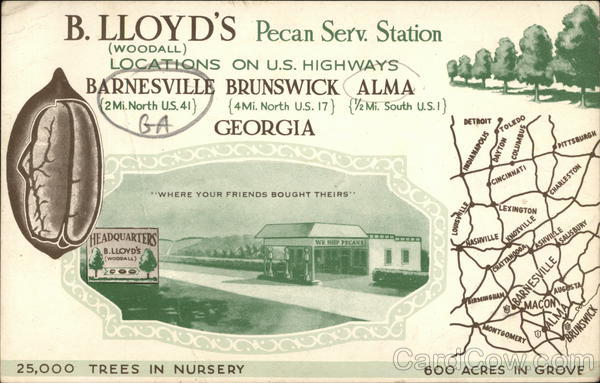 B. LLOYD'S Pecan Serv. Station
(WOODALL)
LOCATIONS ON U.S. HIGHWAYS
BARNESVILLE BRUNSWICK ALMA
{2 Mi. North U.S. 41} {4 Mi. North U.S. 17} {½ Mi. South U.S. 1}
GA
GEORGIA
"WHERE YOUR FRIENDS BOUGHT THEIRS"
HEADQUARTERS
B. LLOYD'S
(WOODALL)
WE SHIP PECANS
DETROIT
TOLEDO
INDIANAPOLIS
DAYTON
COLUMBUS
PITTSBURGH
CINCINNATI
CHARLESTON
LOUISVILLE
LEXINGTON
NASHVILLE
KNOXVILLE
ASHEVILLE
SALISBURY
CHATTANOOGA
BIRMINGHAM
BARNESVILLE
AUGUSTA
MACON
MONTGOMERY
ALMA
BRUNSWICK
25,000 TREES IN NURSERY
600 ACRES IN GROVE
CardCow.com